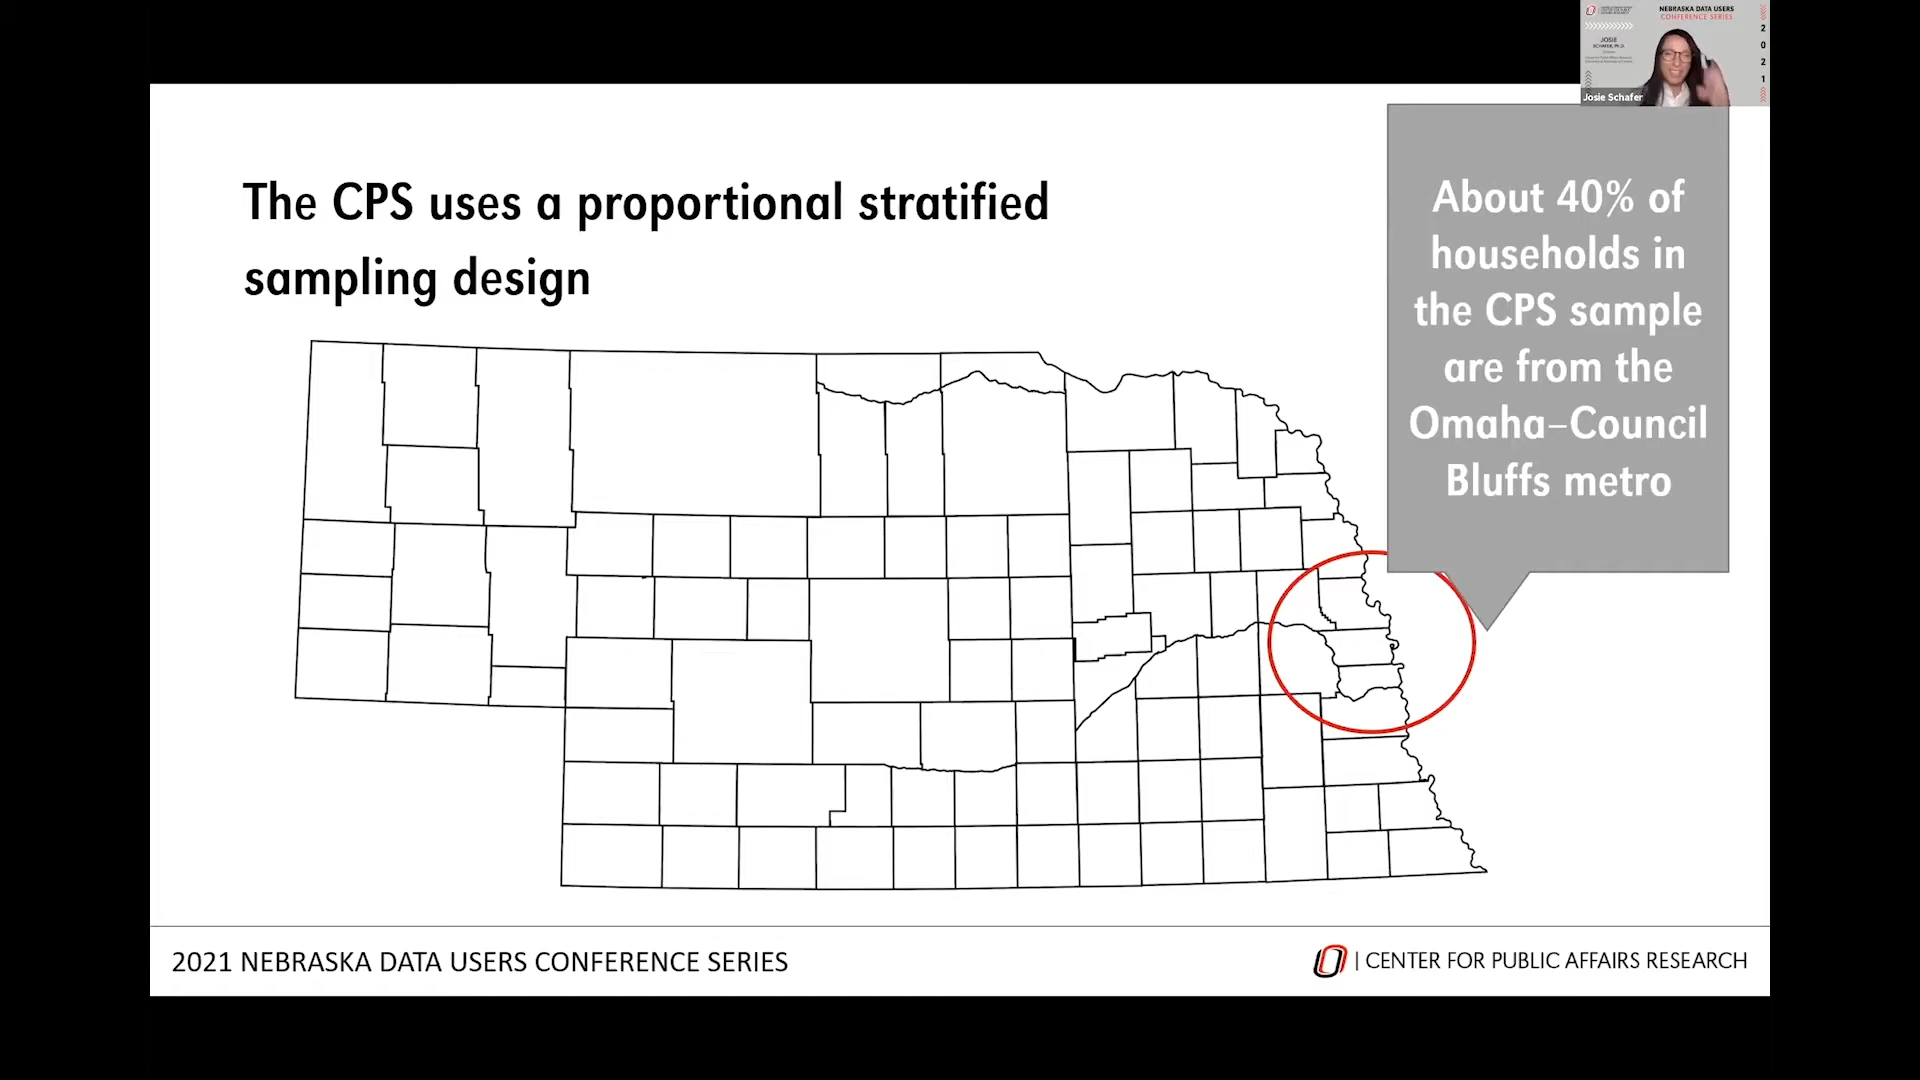 NEBRASKA DATA USERS
CONFERENCE SERIES
2
0
2
1
JOSIE
SCHAFER, PH.D.
Josie Schafer
The CPS uses a proportional stratified
sampling design
About 40% of
households in
the CPS sample
are from the
Omaha–Council
Bluffs metro
2021 NEBRASKA DATA USERS CONFERENCE SERIES
| CENTER FOR PUBLIC AFFAIRS RESEARCH